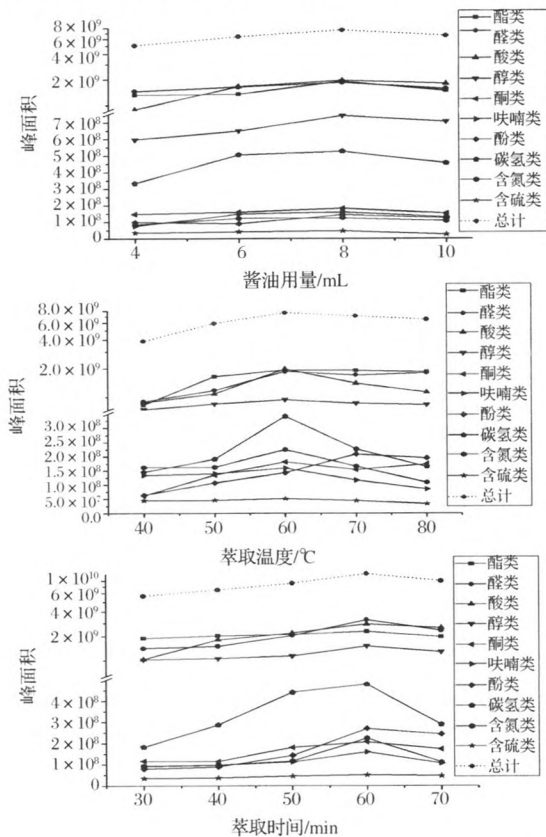 8×10⁹
6×10⁹
4×10⁹
2×10⁹
7×10⁸
6×10⁸
5×10⁸
4×10⁸
3×10⁸
2×10⁸
1×10⁸
0
峰面积
4
6
8
10
酱油用量/mL
酯类
醛类
酸类
醇类
酮类
呋喃类
酚类
碳氢类
含氮类
含硫类
总计
8.0×10⁹
6.0×10⁹
4.0×10⁹
2.0×10⁹
3.0×10⁸
2.5×10⁸
2.0×10⁸
1.5×10⁸
1.0×10⁸
5.0×10⁷
0.0
峰面积
40
50
60
70
80
萃取温度/℃
酯类
醛类
酸类
醇类
酮类
呋喃类
酚类
碳氢类
含氮类
含硫类
总计
1×10¹⁰
6×10⁹
4×10⁹
2×10⁹
4×10⁸
3×10⁸
2×10⁸
1×10⁸
0
峰面积
30
40
50
60
70
萃取时间/min
酯类
醛类
酸类
醇类
酮类
呋喃类
酚类
碳氢类
含氮类
含硫类
总计